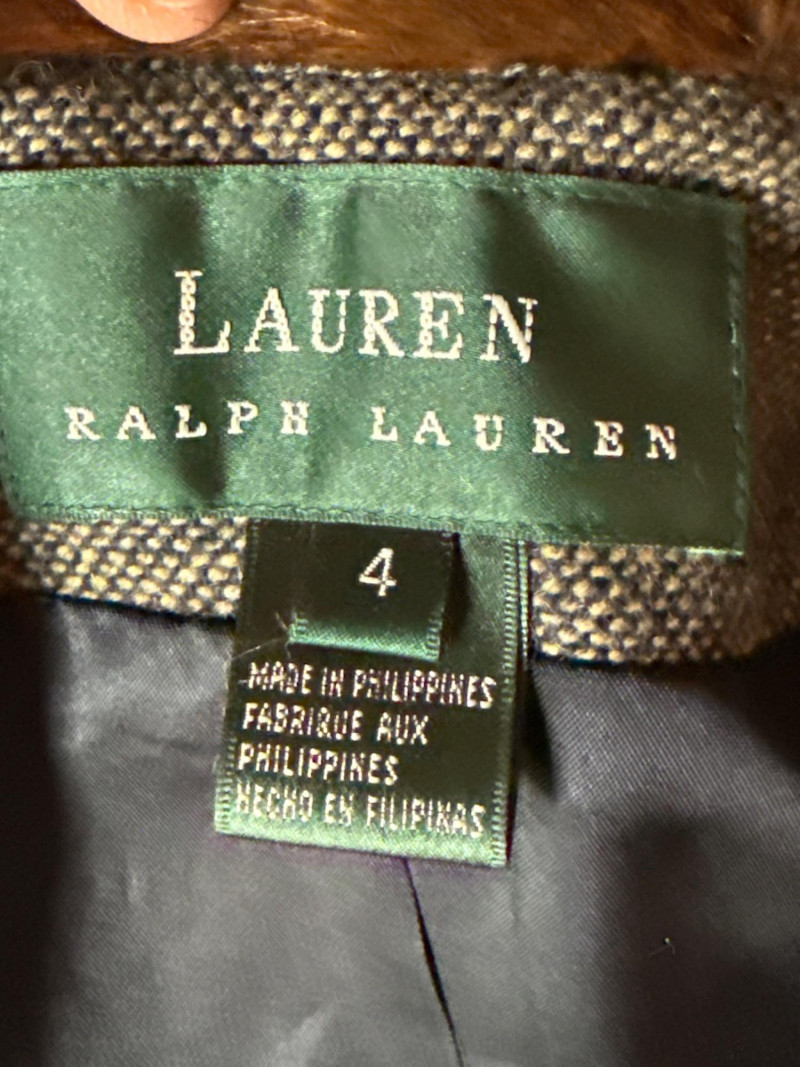 LAUREN
RALPH LAUREN
4
MADE IN PHILIPPINES
FABRIQUE AUX
PHILIPPINES
HECHO EN FILIPINAS